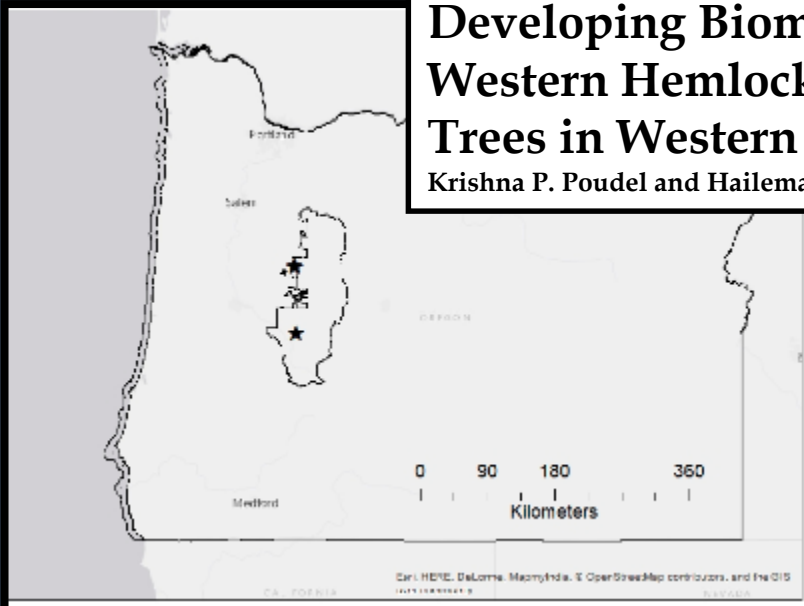 Developing Biom
Western Hemlock
Trees in Western
Krishna P. Poudel and Hailema
Portland
Salem
OREGON
0 90 180 360
Kilometers
Medford
Esri, HERE, DeLorme, MapmyIndia, © OpenStreetMap contributors, and the GIS
CALIFORNIA
NEVADA